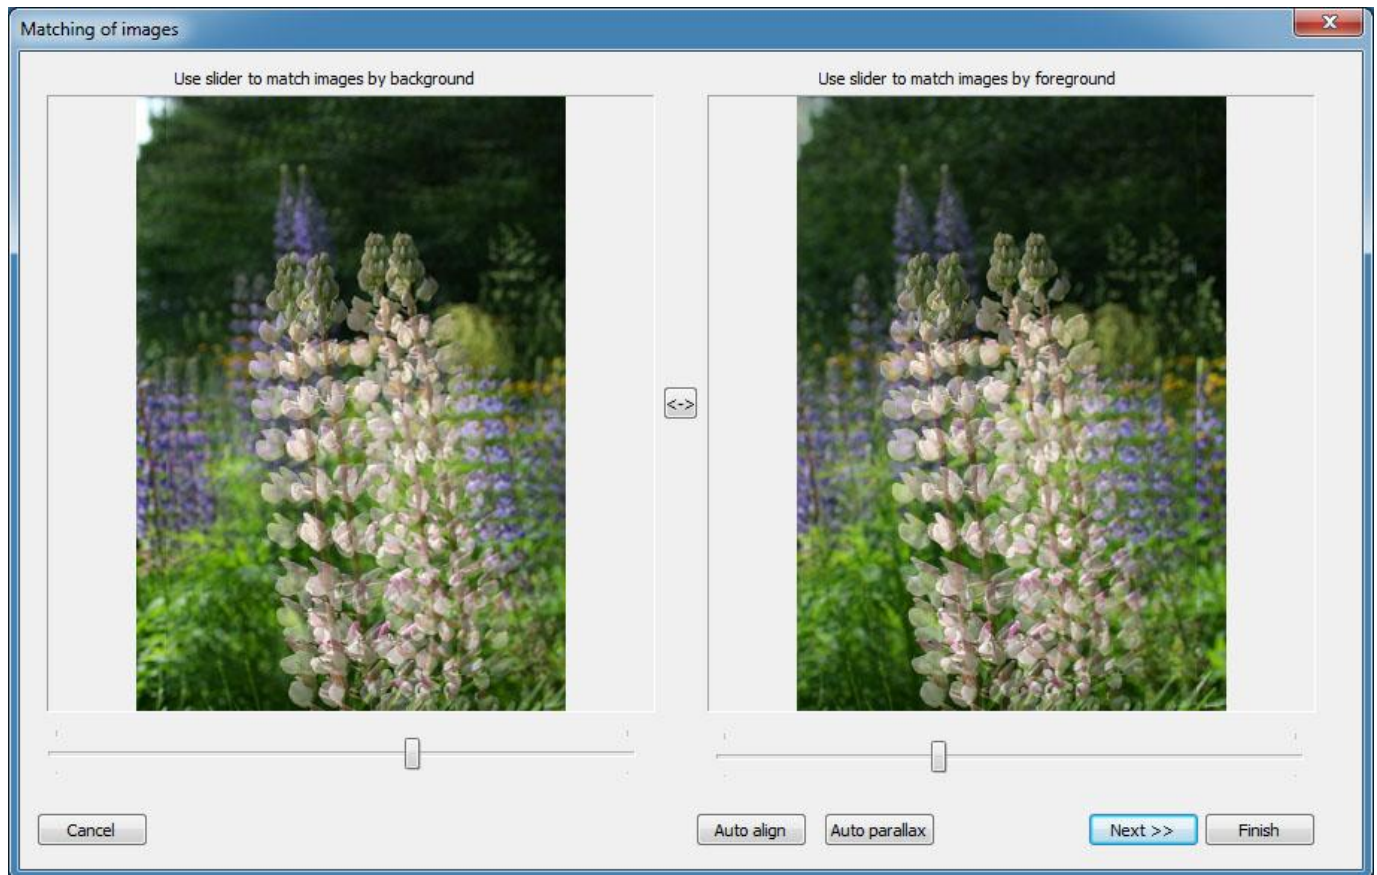 Matching of images
X
Use slider to match images by background
Use slider to match images by foreground
<->
Cancel
Auto align
Auto parallax
Next >>
Finish